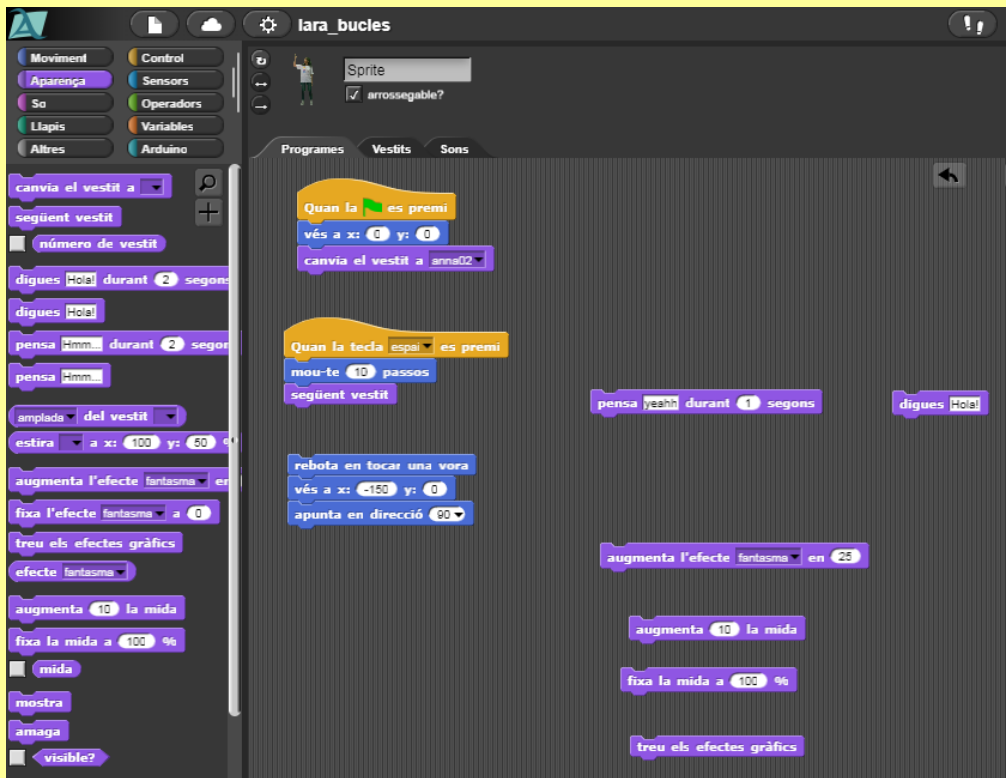 lara_bucles
Moviment Control
Aparença Sensors
So Operadors
Llapis Variables
Altres Arduino
Sprite
arrossegable?
Programes Vestits Sons
canvia el vestit a
següent vestit
número de vestit
digues Hola! durant 2 segons
digues Hola!
pensa Hmm... durant 2 segor
pensa Hmm...
amplada del vestit
estira a x: 100 y: 50 %
augmenta l'efecte fantasma en
fixa l'efecte fantasma a 0
treu els efectes gràfics
efecte fantasma
augmenta 10 la mida
fixa la mida a 100 %
mida
mostra
amaga
visible?
Quan la es premi
vés a x: 0 y: 0
canvia el vestit a anna02
Quan la tecla espai es premi
mou-te 10 passos
següent vestit
rebota en tocar una vora
vés a x: -150 y: 0
apunta en direcció 90
pensa yeahh durant 1 segons
digues Hola!
augmenta l'efecte fantasma en 25
augmenta 10 la mida
fixa la mida a 100 %
treu els efectes gràfics